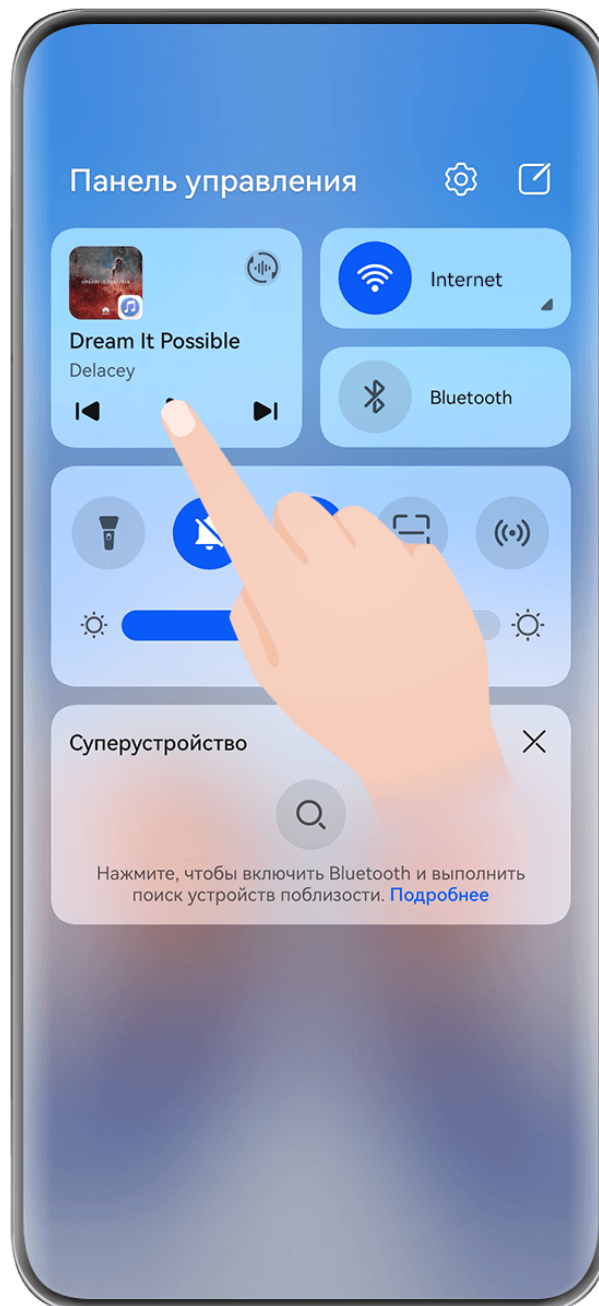 Панель управления
Internet
Dream It Possible
Delacey
Bluetooth
Суперустройство
Нажмите, чтобы включить Bluetooth и выполнить
поиск устройств поблизости. Подробнее